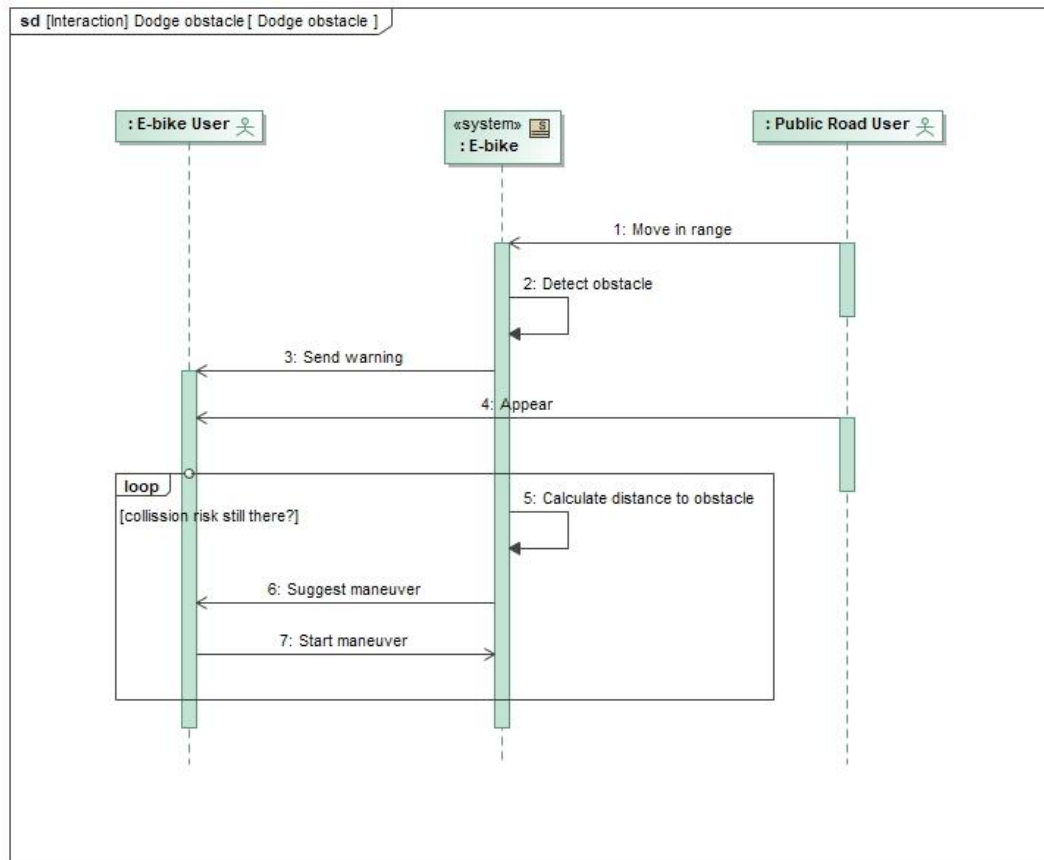 sd [Interaction] Dodge obstacle [ Dodge obstacle ]
: E-bike User
«system»
: E-bike
: Public Road User
1: Move in range
2: Detect obstacle
3: Send warning
4: Appear
loop
[collission risk still there?]
5: Calculate distance to obstacle
6: Suggest maneuver
7: Start maneuver